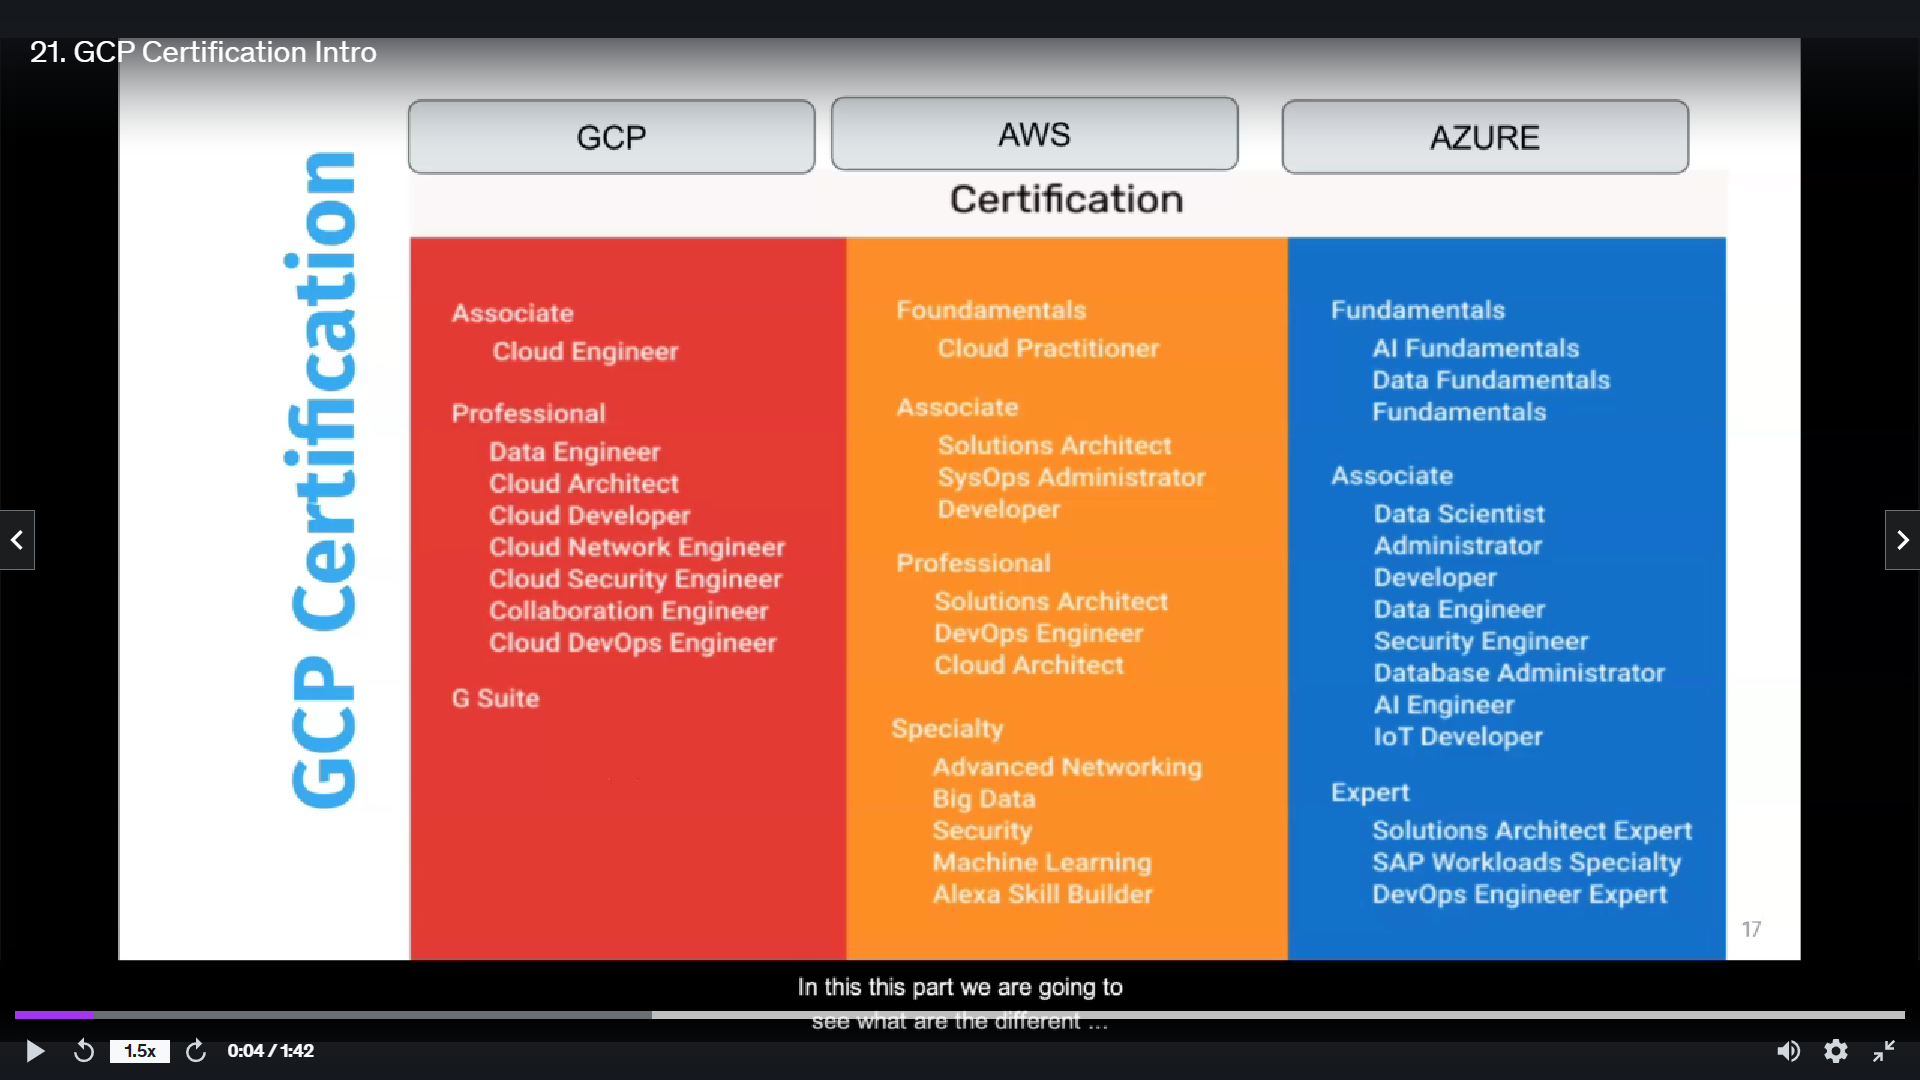 21. GCP Certification Intro
GCP Certification
GCP
AWS
AZURE
Certification
Associate
Cloud Engineer
Professional
Data Engineer
Cloud Architect
Cloud Developer
Cloud Network Engineer
Cloud Security Engineer
Collaboration Engineer
Cloud DevOps Engineer
G Suite
Foundamentals
Cloud Practitioner
Associate
Solutions Architect
SysOps Administrator
Developer
Professional
Solutions Architect
DevOps Engineer
Cloud Architect
Specialty
Advanced Networking
Big Data
Security
Machine Learning
Alexa Skill Builder
Fundamentals
AI Fundamentals
Data Fundamentals
Fundamentals
Associate
Data Scientist
Administrator
Developer
Data Engineer
Security Engineer
Database Administrator
AI Engineer
IoT Developer
Expert
Solutions Architect Expert
SAP Workloads Specialty
DevOps Engineer Expert
17
In this this part we are going to
see what are the different ...
1.5x
0:04 / 1:42